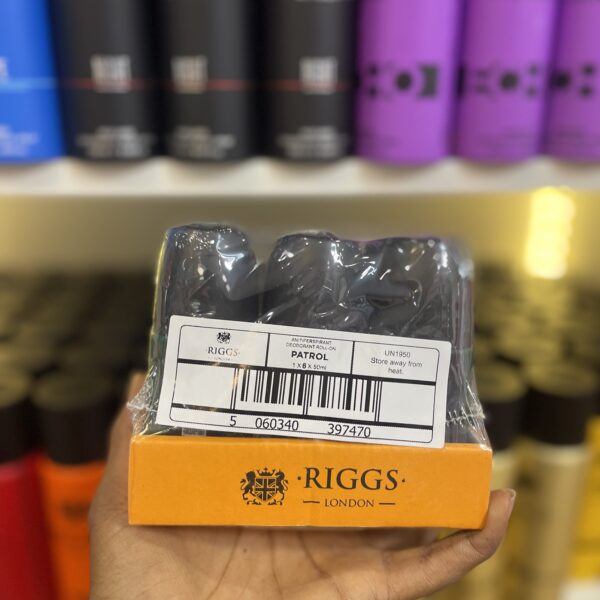 ·RIGGS·
LONDON
ANTIPERSPIRANT
DEODORANT ROLL-ON
PATROL
1 X 6 X 50ml
UN1950
Store away from
heat.
5 060340 397470
·RIGGS·
LONDON